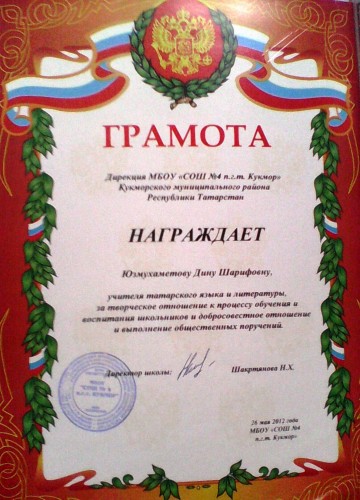 ГРАМОТА
Дирекция МБОУ «СОШ №4 п.г.т. Кукмор»
Кукморского муниципального района
Республики Татарстан
НАГРАЖДАЕТ
Юзмухаметову Дину Шарифовну,
учителя татарского языка и литературы,
за творческое отношение к процессу обучения и
воспитания школьников и добросовестное отношение
и выполнение общественных поручений.
Директор школы: Шакртянова Н.Х.
26 мая 2012 года
МБОУ «СОШ №4
п.г.т. Кукмор»